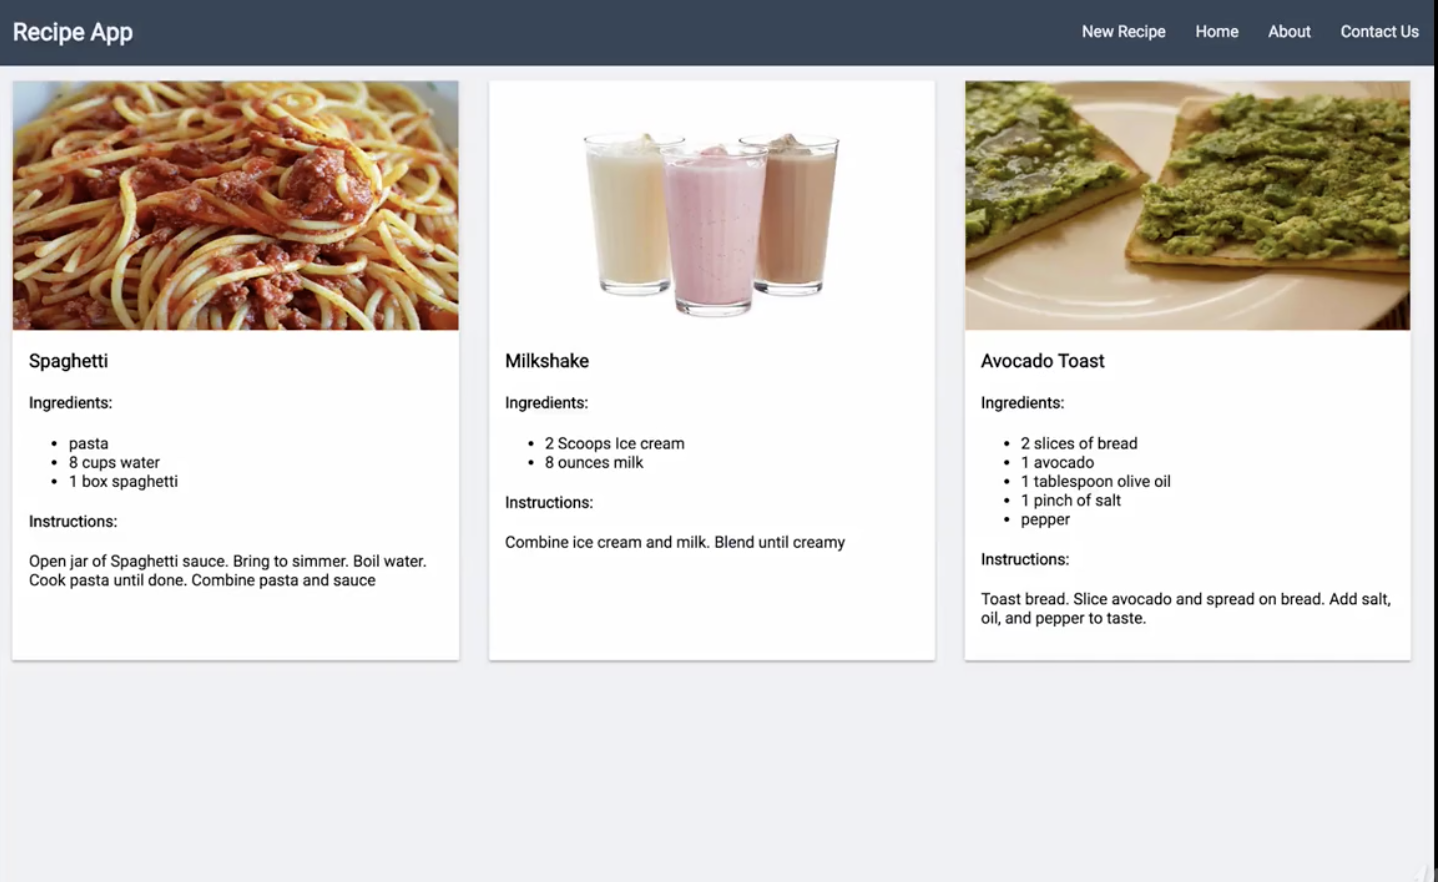 Recipe App
New Recipe
Home
About
Contact Us
Spaghetti
Ingredients:
pasta
8 cups water
1 box spaghetti
Instructions:
Open jar of Spaghetti sauce. Bring to simmer. Boil water.
Cook pasta until done. Combine pasta and sauce
Milkshake
Ingredients:
2 Scoops Ice cream
8 ounces milk
Instructions:
Combine ice cream and milk. Blend until creamy
Avocado Toast
Ingredients:
2 slices of bread
1 avocado
1 tablespoon olive oil
1 pinch of salt
pepper
Instructions:
Toast bread. Slice avocado and spread on bread. Add salt,
oil, and pepper to taste.